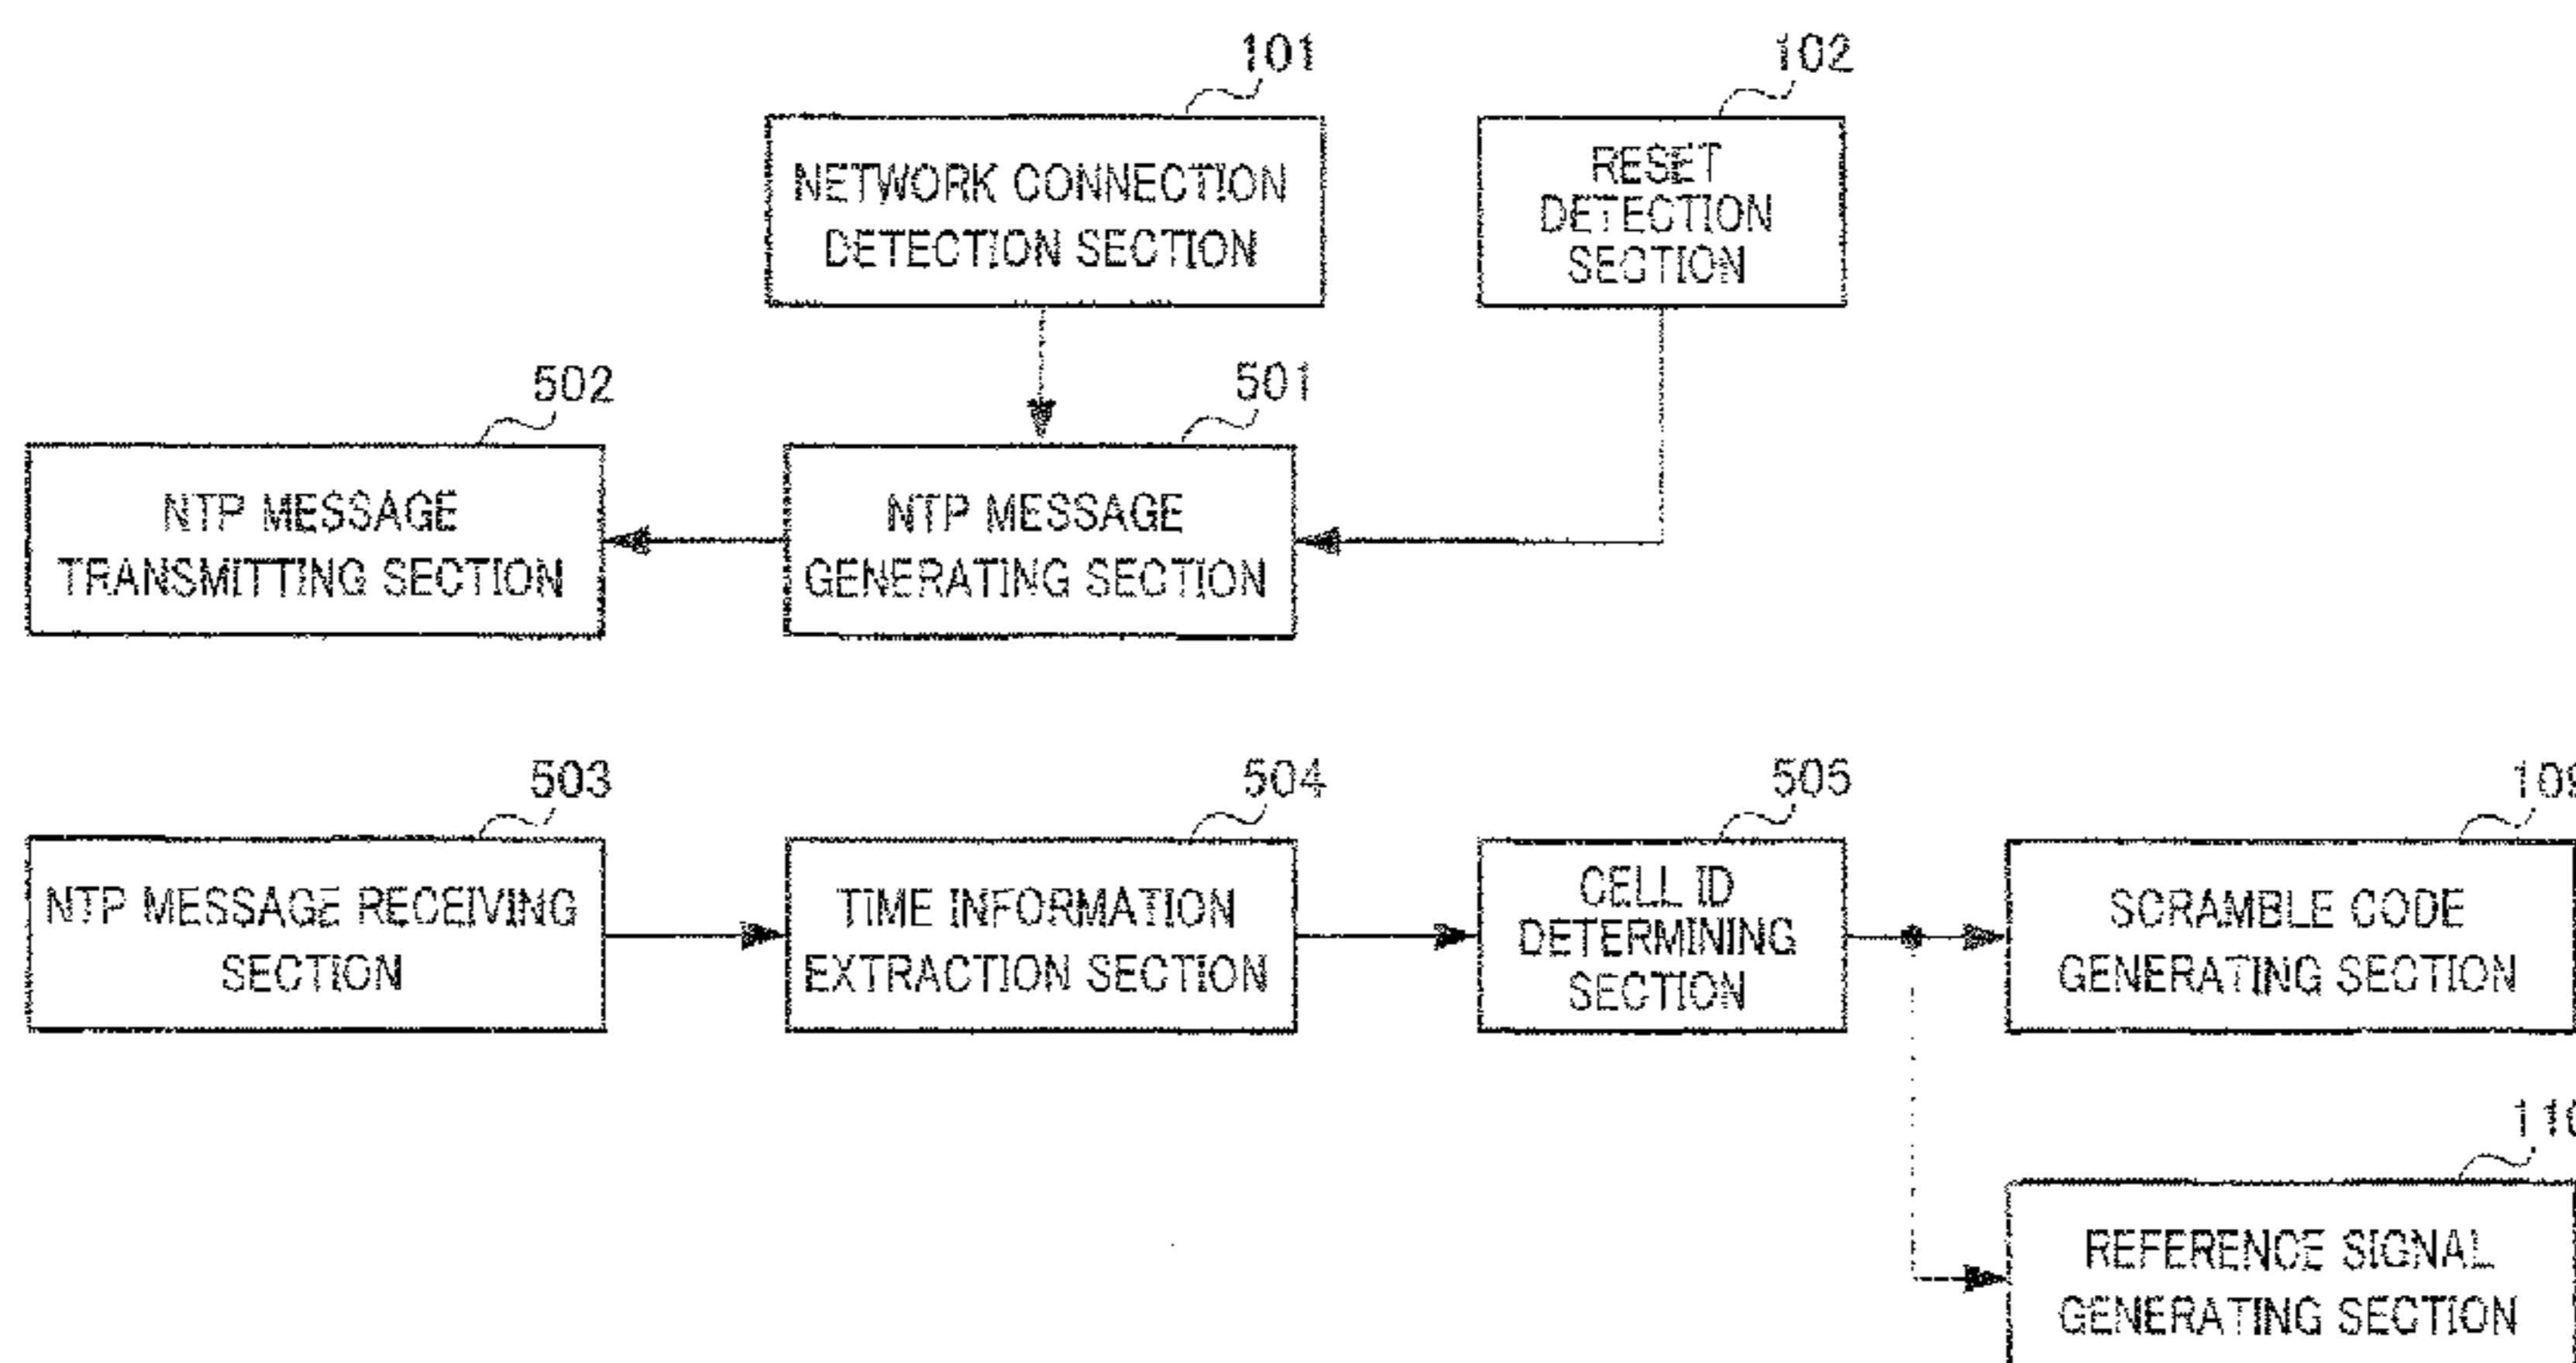 101
102
NETWORK CONNECTION
DETECTION SECTION
RESET
DETECTION
SECTION
502
501
NTP MESSAGE
TRANSMITTING SECTION
NTP MESSAGE
GENERATING SECTION
503
504
505
109
NTP MESSAGE RECEIVING
SECTION
TIME INFORMATION
EXTRACTION SECTION
CELL ID
DETERMINING
SECTION
SCRAMBLE CODE
GENERATING SECTION
110
REFERENCE SIGNAL
GENERATING SECTION